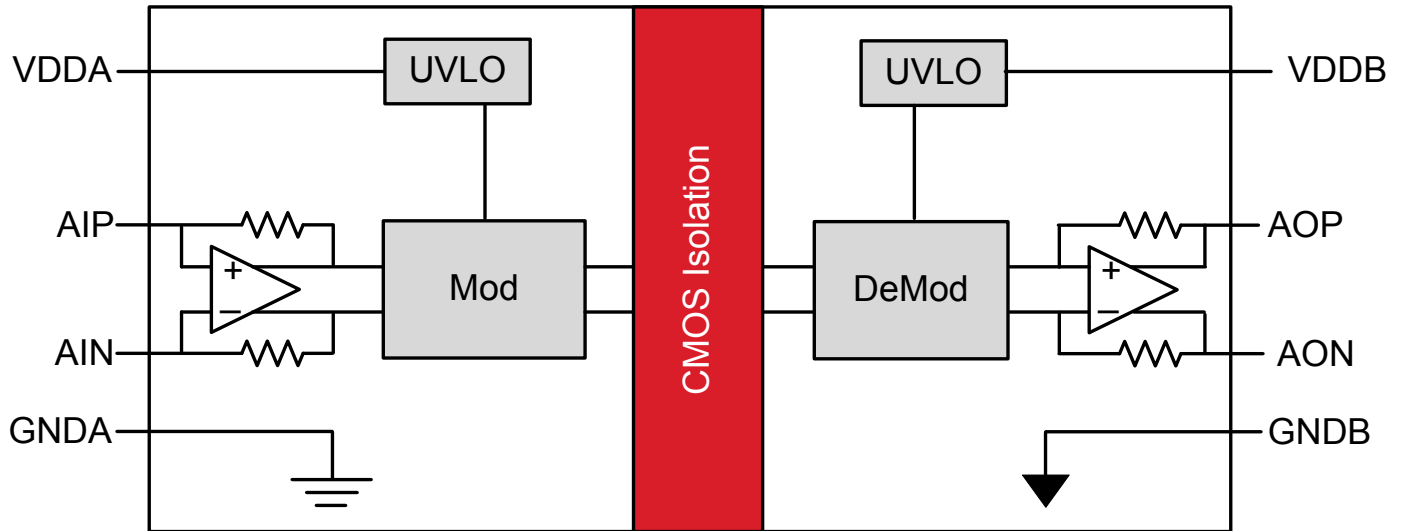 VDDA
UVLO
UVLO
VDDB
AIP
+
−
Mod
CMOS Isolation
DeMod
+
−
AOP
AIN
AON
GNDA
GNDB